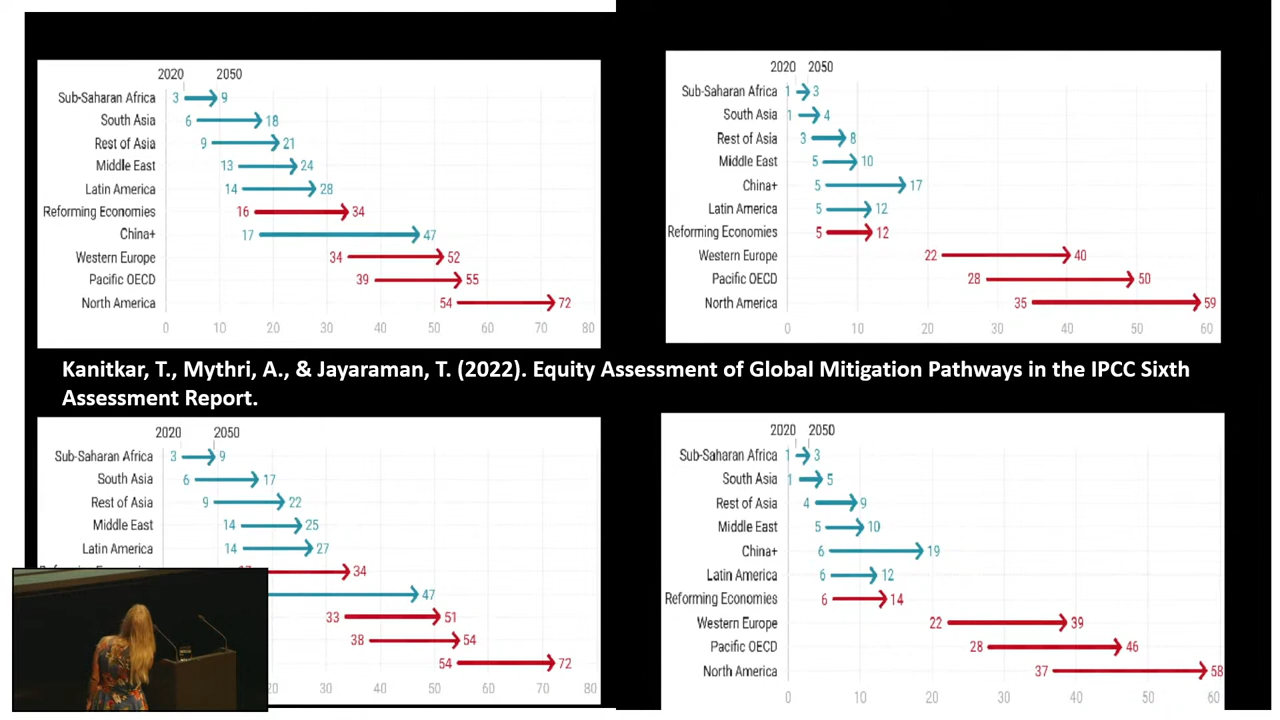 2020 2050
Sub-Saharan Africa 3 9
South Asia 6 18
Rest of Asia 9 21
Middle East 13 24
Latin America 14 28
Reforming Economies 16 34
China+ 17 47
Western Europe 34 52
Pacific OECD 39 55
North America 54 72
0 10 20 30 40 50 60 70 80
2020 2050
Sub-Saharan Africa 1 3
South Asia 1 4
Rest of Asia 3 8
Middle East 5 10
China+ 5 17
Latin America 5 12
Reforming Economies 5 12
Western Europe 22 40
Pacific OECD 28 50
North America 35 59
0 10 20 30 40 50 60
Kanitkar, T., Mythri, A., & Jayaraman, T. (2022). Equity Assessment of Global Mitigation Pathways in the IPCC Sixth
Assessment Report.
2020 2050
Sub-Saharan Africa 3 9
South Asia 6 17
Rest of Asia 9 22
Middle East 14 25
Latin America 14 27
34
47
33 51
38 54
54 72
30 40 50 60 70 80
2020 2050
Sub-Saharan Africa 1 3
South Asia 1 5
Rest of Asia 4 9
Middle East 5 10
China+ 6 19
Latin America 6 12
Reforming Economies 6 14
Western Europe 22 39
Pacific OECD 28 46
North America 37 58
0 10 20 30 40 50 60